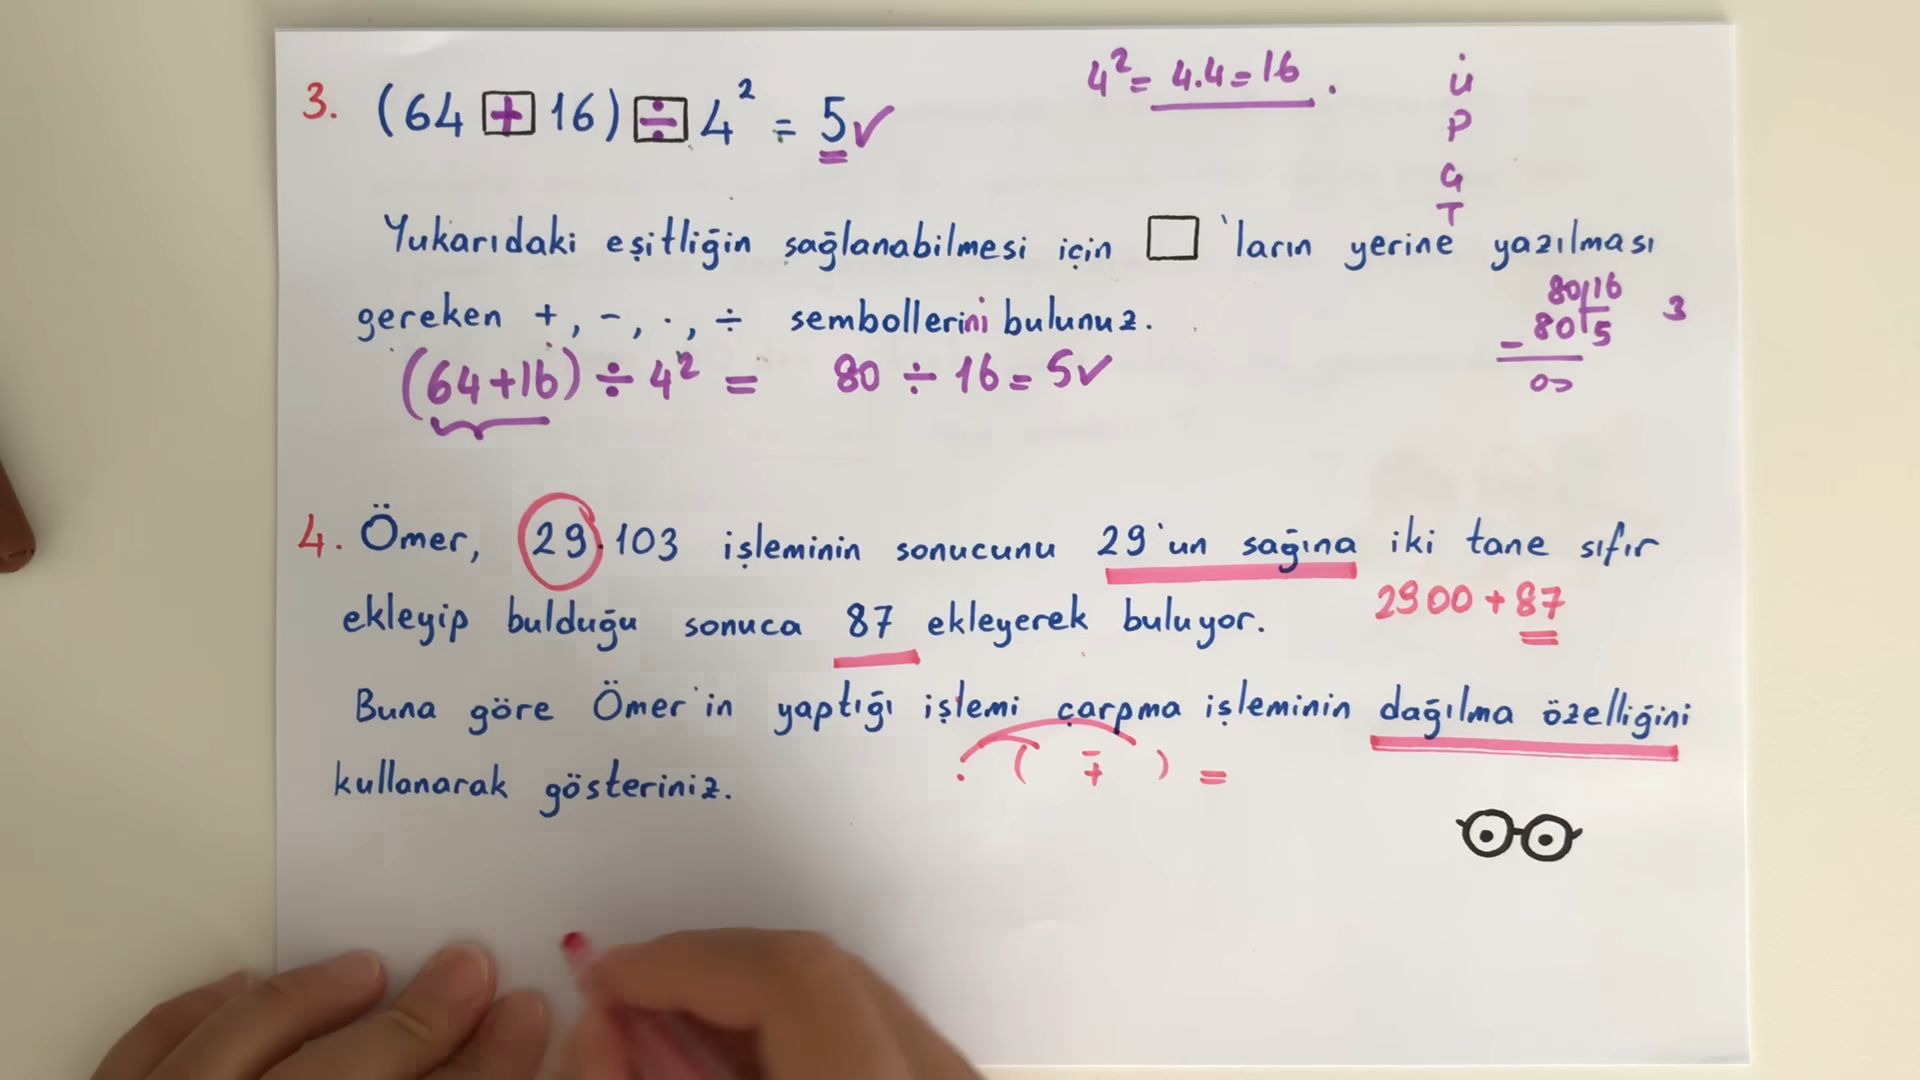 3. (64 + 16) ÷ 4² = 5✓
4² = 4.4 = 16 .
Ü
P
Ç
T
Yukarıdaki eşitliğin sağlanabilmesi için □ 'ların yerine yazılması
gereken +, -, ·, ÷ sembollerini bulunuz.
80 16
- 80 5
00
3
(64+16) ÷ 4² = 80 ÷ 16 = 5✓
4. Ömer, 29.103 işleminin sonucunu 29'un sağına iki tane sıfır
ekleyip bulduğu sonuca 87 ekleyerek buluyor.
2900 + 87
Buna göre Ömer'in yaptığı işlemi çarpma işleminin dağılma özelliğini
kullanarak gösteriniz.
. ( ∓ ) =